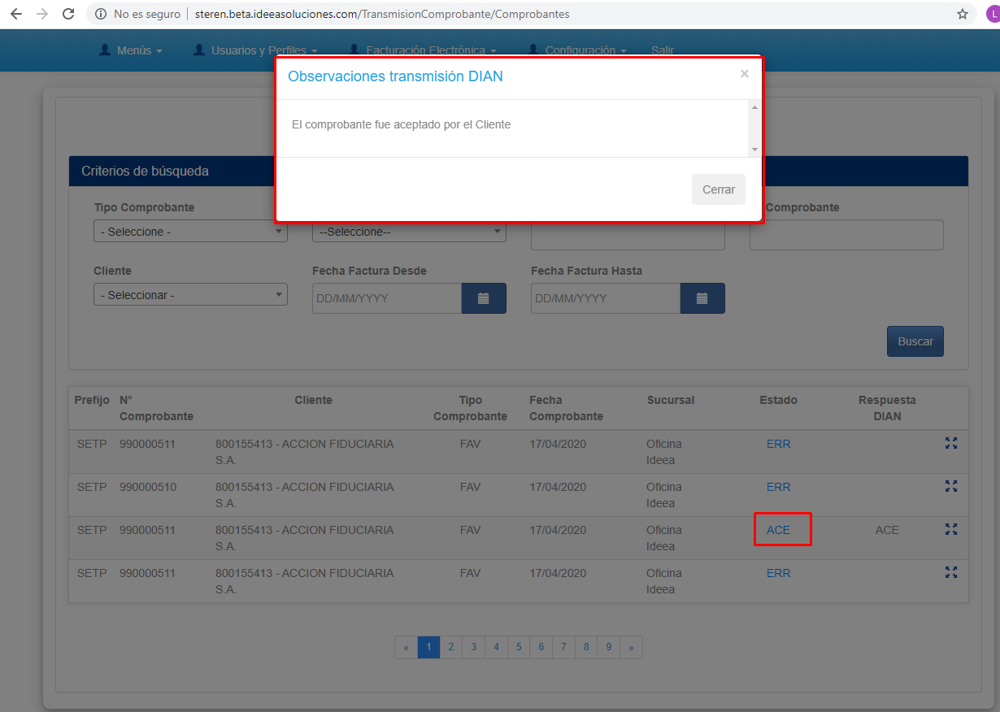 No es seguro | steren.beta.ideeasoluciones.com/TransmisionComprobante/Comprobantes
L
Menús Usuarios y Perfiles Facturación Electrónica Configuración Salir
Observaciones transmisión DIAN ×
El comprobante fue aceptado por el Cliente
Cerrar
Criterios de búsqueda
Tipo Comprobante Comprobante
- Seleccione - --Seleccione--
Cliente Fecha Factura Desde Fecha Factura Hasta
- Seleccionar - DD/MM/YYYY DD/MM/YYYY
Buscar
Prefijo N° Cliente Tipo Fecha Sucursal Estado Respuesta
Comprobante Comprobante Comprobante DIAN
SETP 990000511 800155413 - ACCION FIDUCIARIA FAV 17/04/2020 Oficina ERR
S.A. Ideea
SETP 990000510 800155413 - ACCION FIDUCIARIA FAV 17/04/2020 Oficina ERR
S.A. Ideea
SETP 990000511 800155413 - ACCION FIDUCIARIA FAV 17/04/2020 Oficina ACE ACE
S.A. Ideea
SETP 990000511 800155413 - ACCION FIDUCIARIA FAV 17/04/2020 Oficina ERR
S.A. Ideea
« 1 2 3 4 5 6 7 8 9 »